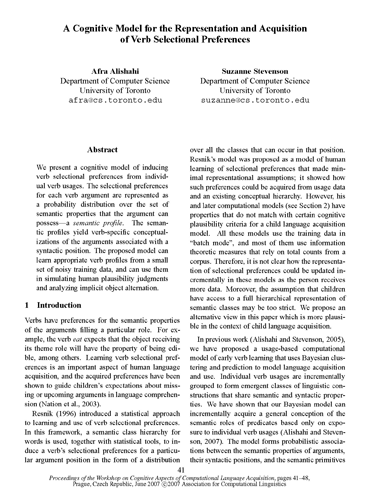 A Cognitive Model for the Representation and Acquisition
of Verb Selectional Preferences
Afra Alishahi
Department of Computer Science
University of Toronto
afra@cs.toronto.edu
Suzanne Stevenson
Department of Computer Science
University of Toronto
suzanne@cs.toronto.edu
Abstract
We present a cognitive model of inducing
verb selectional preferences from individ-
ual verb usages. The selectional preferences
for each verb argument are represented as
a probability distribution over the set of
semantic properties that the argument can
possess—a semantic profile. The seman-
tic profiles yield verb-specific conceptual-
izations of the arguments associated with a
syntactic position. The proposed model can
learn appropriate verb profiles from a small
set of noisy training data, and can use them
in simulating human plausibility judgments
and analyzing implicit object alternation.
1 Introduction
Verbs have preferences for the semantic properties
of the arguments filling a particular role. For ex-
ample, the verb eat expects that the object receiving
its theme role will have the property of being edi-
ble, among others. Learning verb selectional pref-
erences is an important aspect of human language
acquisition, and the acquired preferences have been
shown to guide children's expectations about miss-
ing or upcoming arguments in language comprehen-
sion (Nation et al., 2003).
Resnik (1996) introduced a statistical approach
to learning and use of verb selectional preferences.
In this framework, a semantic class hierarchy for
words is used, together with statistical tools, to in-
duce a verb's selectional preferences for a particu-
lar argument position in the form of a distribution
over all the classes that can occur in that position.
Resnik's model was proposed as a model of human
learning of selectional preferences that made min-
imal representational assumptions; it showed how
such preferences could be acquired from usage data
and an existing conceptual hierarchy. However, his
and later computational models (see Section 2) have
properties that do not match with certain cognitive
plausibility criteria for a child language acquisition
model. All these models use the training data in
"batch mode", and most of them use information
theoretic measures that rely on total counts from a
corpus. Therefore, it is not clear how the representa-
tion of selectional preferences could be updated in-
crementally in these models as the person receives
more data. Moreover, the assumption that children
have access to a full hierarchical representation of
semantic classes may be too strict. We propose an
alternative view in this paper which is more plausi-
ble in the context of child language acquisition.
In previous work (Alishahi and Stevenson, 2005),
we have proposed a usage-based computational
model of early verb learning that uses Bayesian clus-
tering and prediction to model language acquisition
and use. Individual verb usages are incrementally
grouped to form emergent classes of linguistic con-
structions that share semantic and syntactic proper-
ties. We have shown that our Bayesian model can
incrementally acquire a general conception of the
semantic roles of predicates based only on expo-
sure to individual verb usages (Alishahi and Steven-
son, 2007). The model forms probabilistic associa-
tions between the semantic properties of arguments,
their syntactic positions, and the semantic primitives
41
Proceedings of the Workshop on Cognitive Aspects of Computational Language Acquisition, pages 41–48,
Prague, Czech Republic, June 2007 ©2007 Association for Computational Linguistics